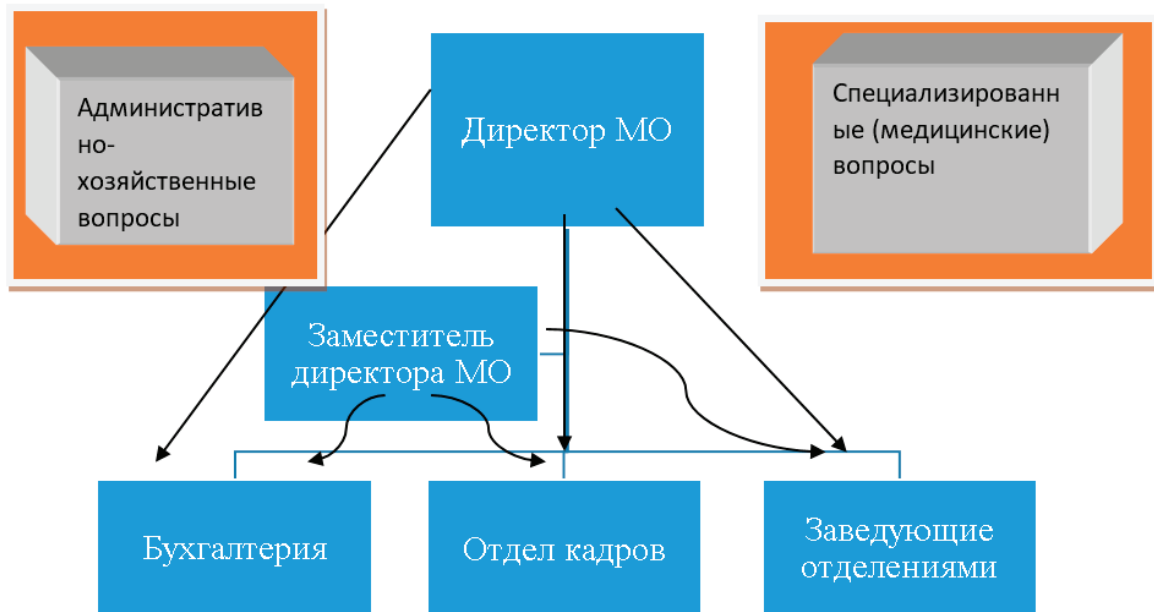 Административ
но-
хозяйственные
вопросы
Директор МО
Специализированн
ые (медицинские)
вопросы
Заместитель
директора МО
Бухгалтерия
Отдел кадров
Заведующие
отделениями